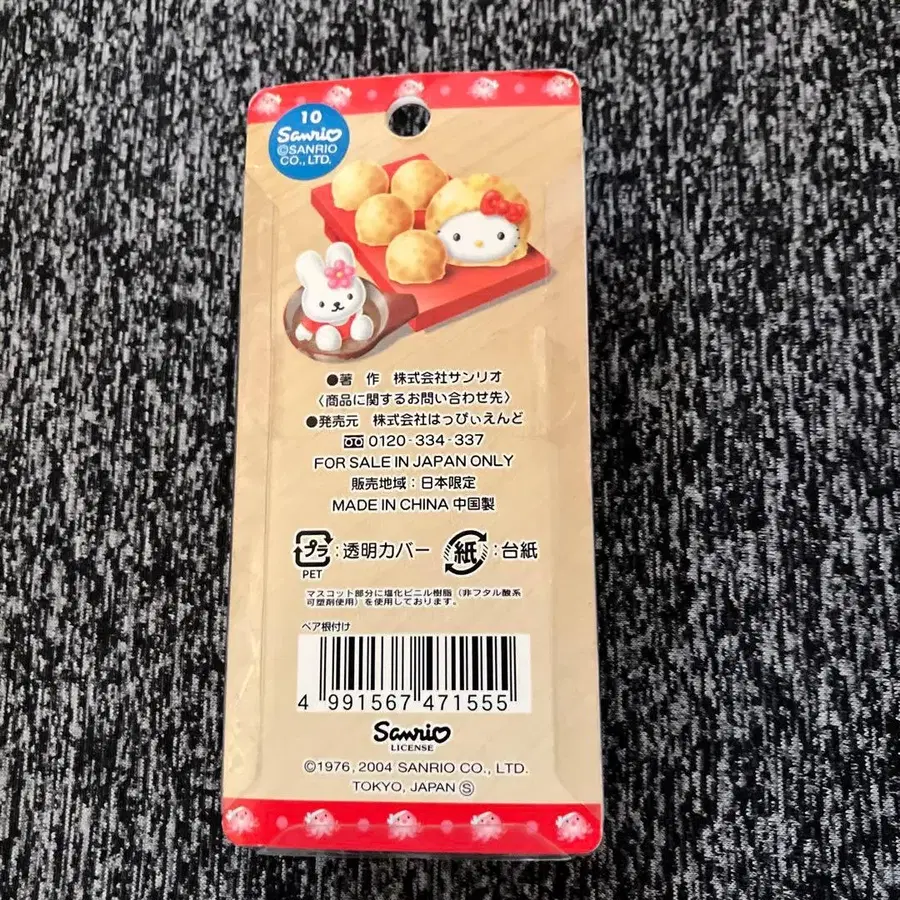 10
Sanrio
©SANRIO
CO., LTD.
●著 作 株式会社サンリオ
〈商品に関するお問い合わせ先〉
●発売元 株式会社はっぴぃえんど
0120-334-337
FOR SALE IN JAPAN ONLY
販売地域：日本限定
MADE IN CHINA 中国製
プラ：透明カバー 紙：台紙
PET
マスコット部分に塩化ビニル樹脂（非フタル酸系
可塑剤使用）を使用しております。
ペア根付け
4 991567 471555
Sanrio
LICENSE
©1976, 2004 SANRIO CO., LTD.
TOKYO, JAPAN Ⓢ